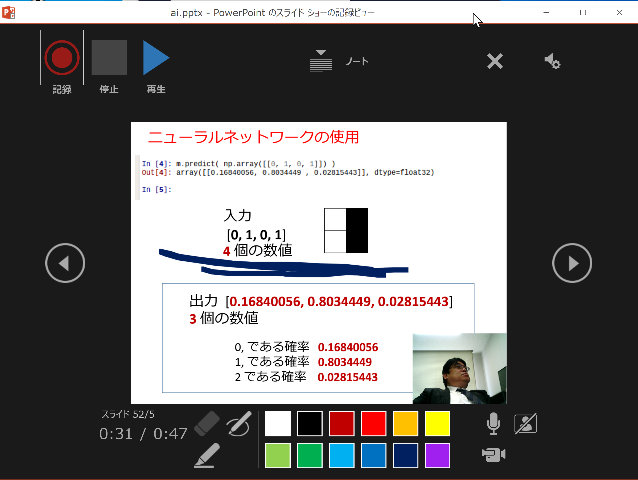 ai.pptx - PowerPoint のスライド ショーの記録ビュー
記録
停止
再生
ノート
ニューラルネットワークの使用
In [4]: m.predict( np.array([[0, 1, 0, 1]]) )
Out[4]: array([[0.16840056, 0.8034449 , 0.02815443]], dtype=float32)
In [5]:
入力
[0, 1, 0, 1]
4 個の数値
出力 [0.16840056, 0.8034449, 0.02815443]
3 個の数値
0, である確率 0.16840056
1, である確率 0.8034449
2 である確率 0.02815443
スライド 52/5
0:31 / 0:47